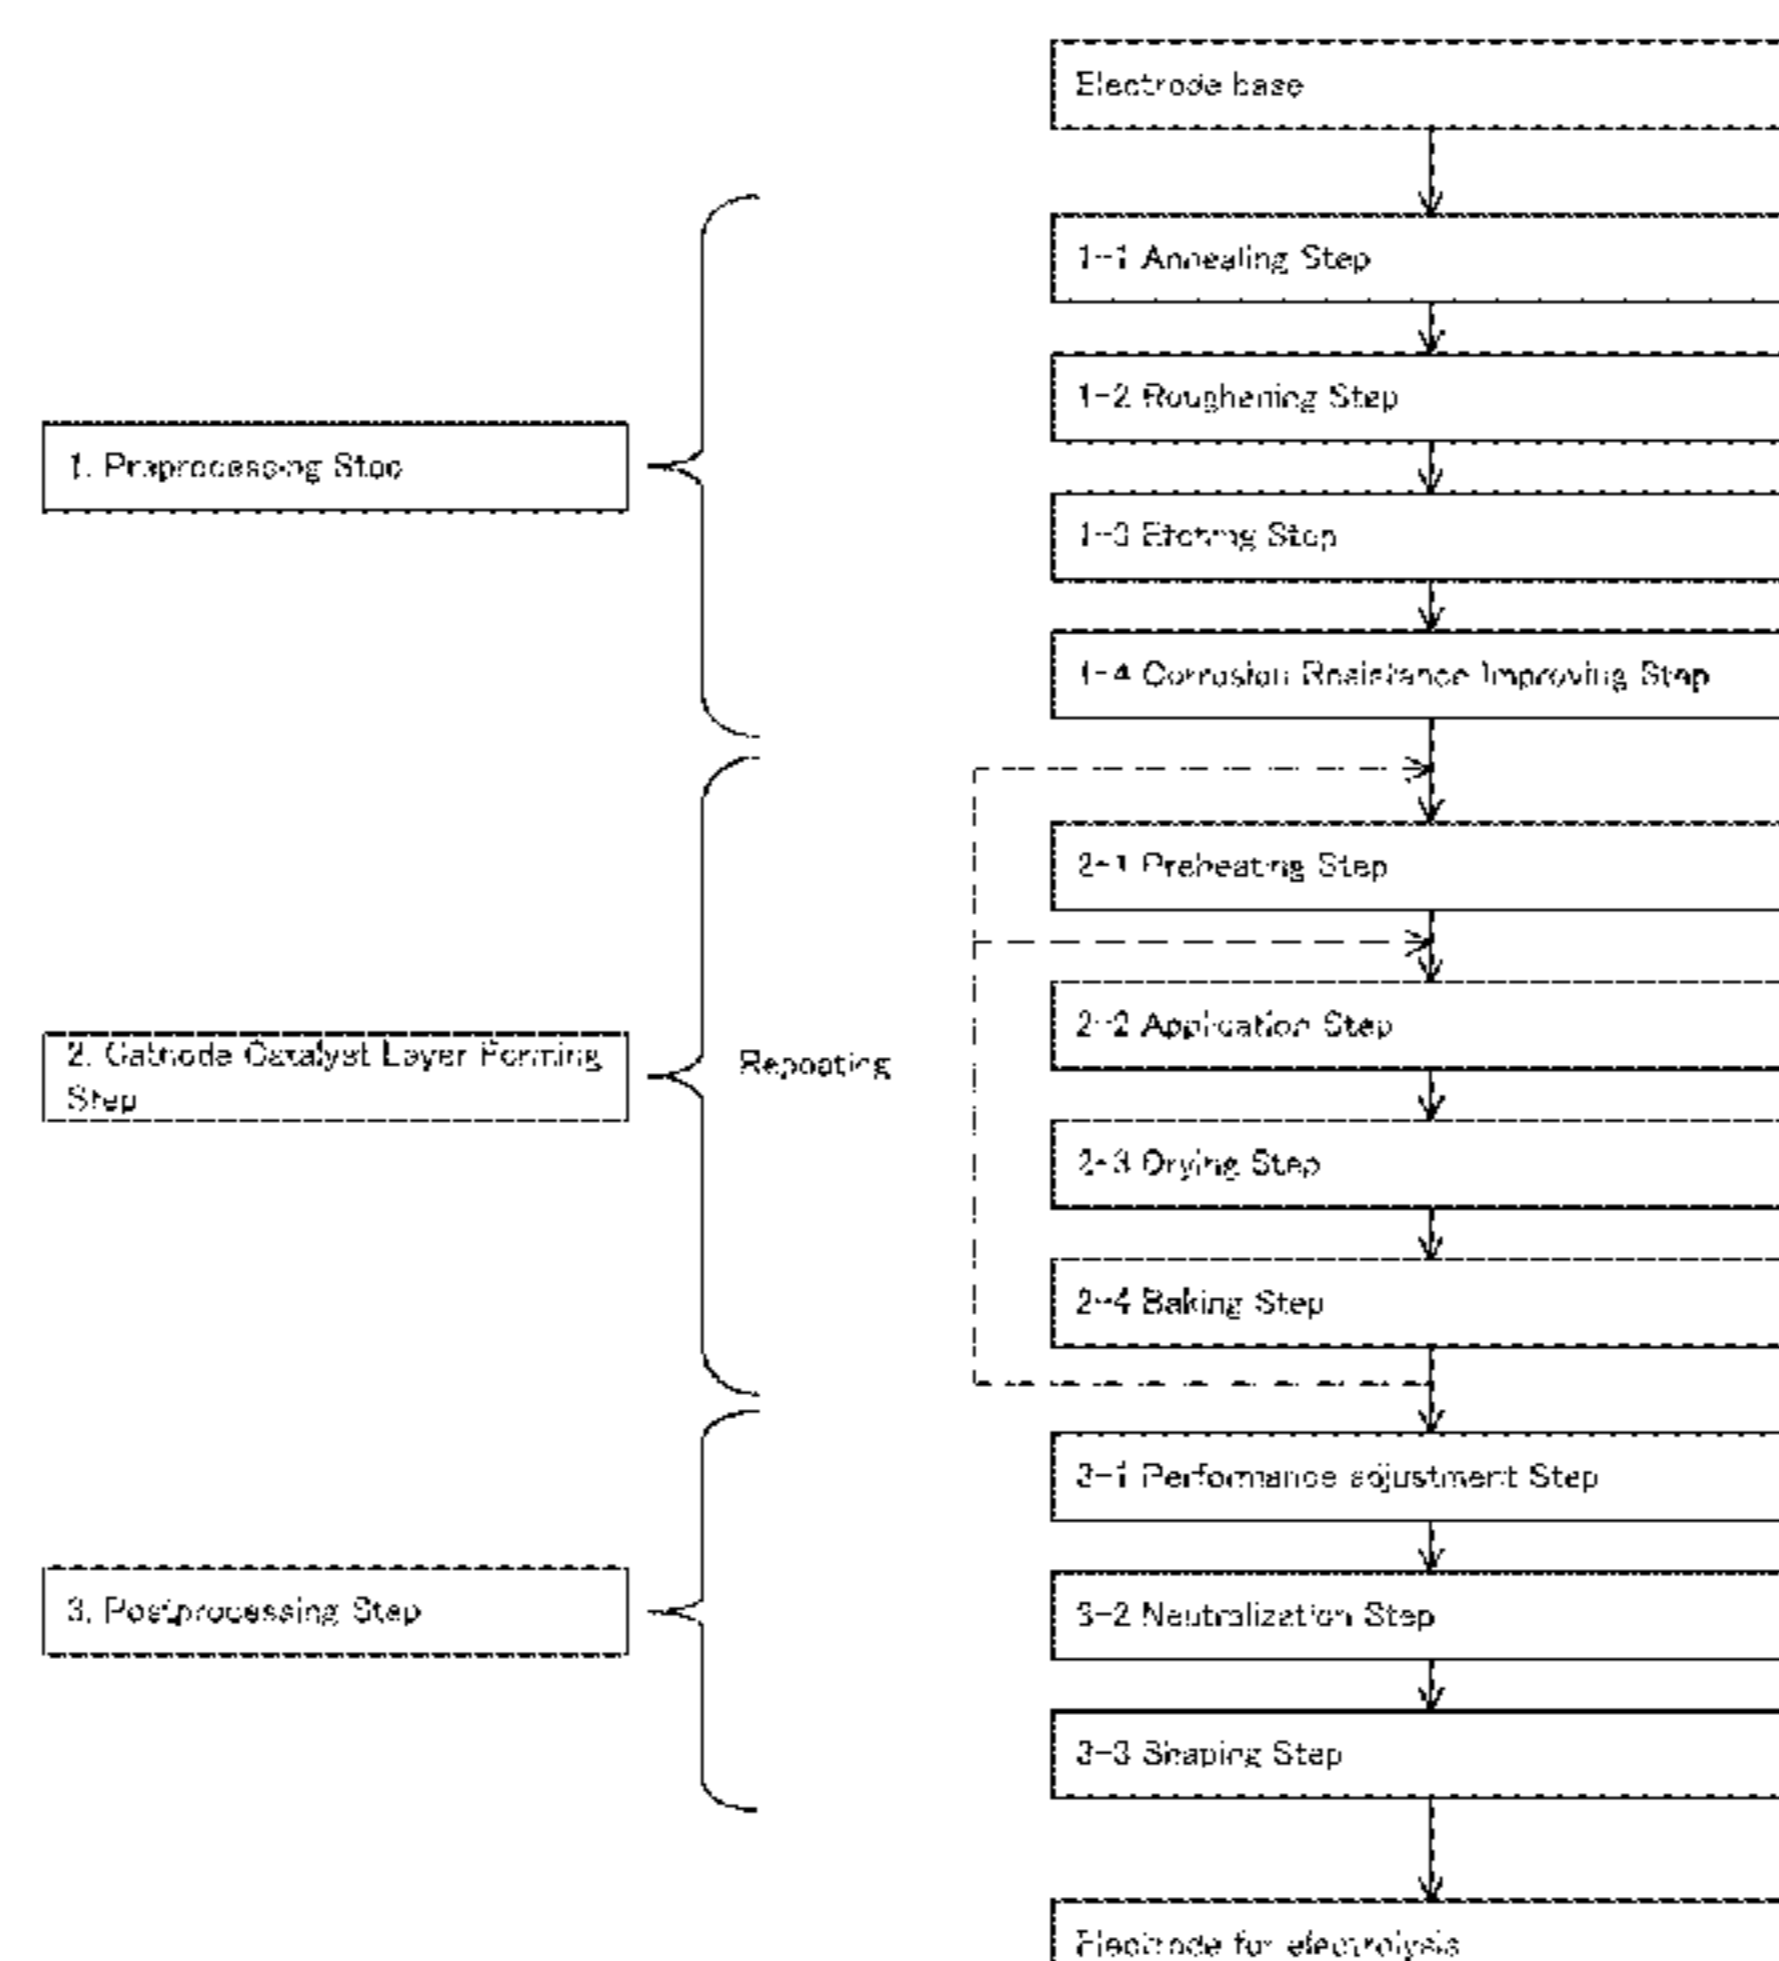 Electrode base
1-1 Annealing Step
1-2 Roughening Step
1. Preprocessing Step
1-3 Etching Step
1-4 Corrosion Resistance Improving Step
2-1 Preheating Step
2-2 Application Step
2. Cathode Catalyst Layer Forming
Step
Repeating
2-3 Drying Step
2-4 Baking Step
3-1 Performance adjustment Step
3. Postprocessing Step
3-2 Neutralization Step
3-3 Shaping Step
Electrode for electrolysis